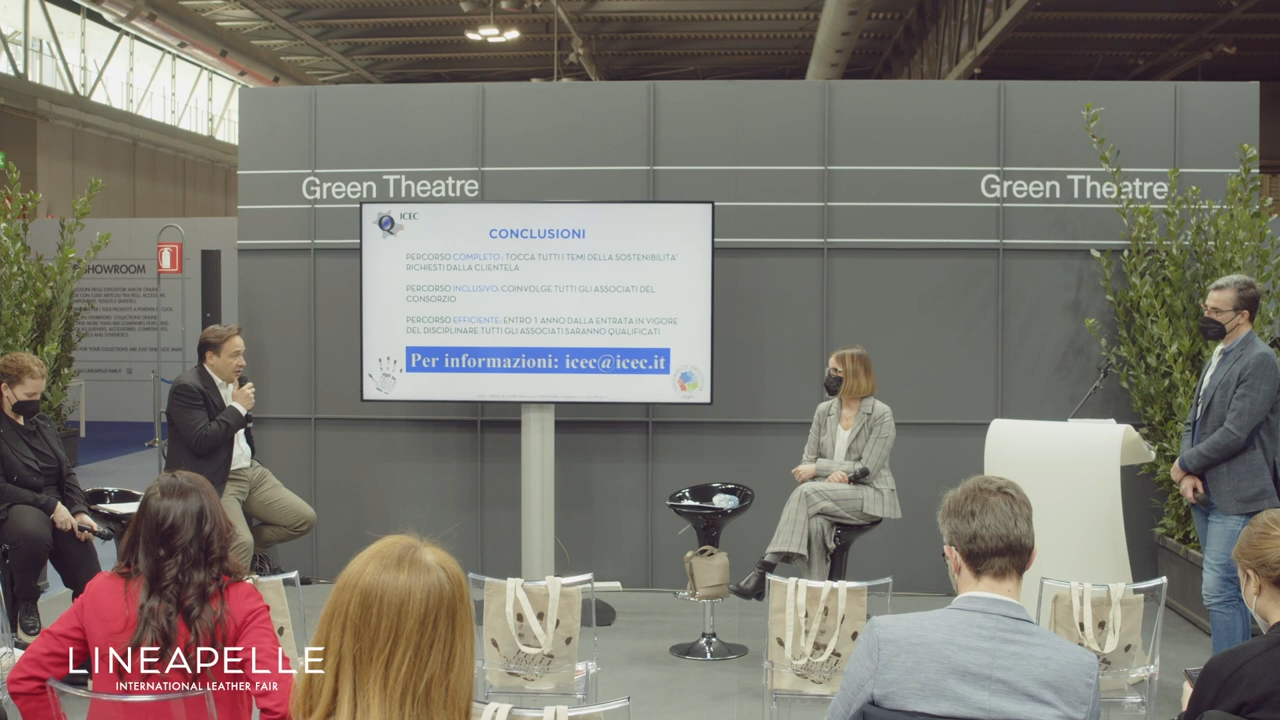 Green Theatre
Green Theatre
ICEC
CONCLUSIONI
PERCORSO COMPLETO: TOCCA TUTTI I TEMI DELLA SOSTENIBILITA'
RICHIESTI DALLA CLIENTELA
PERCORSO INCLUSIVO: COINVOLGE TUTTI GLI ASSOCIATI DEL
CONSORZIO
PERCORSO EFFICIENTE: ENTRO 1 ANNO DALLA ENTRATA IN VIGORE
DEL DISCIPLINARE TUTTI GLI ASSOCIATI SARANNO QUALIFICATI
Per informazioni: icec@icec.it
SHOWROOM
LINEAPELLE
INTERNATIONAL LEATHER FAIR